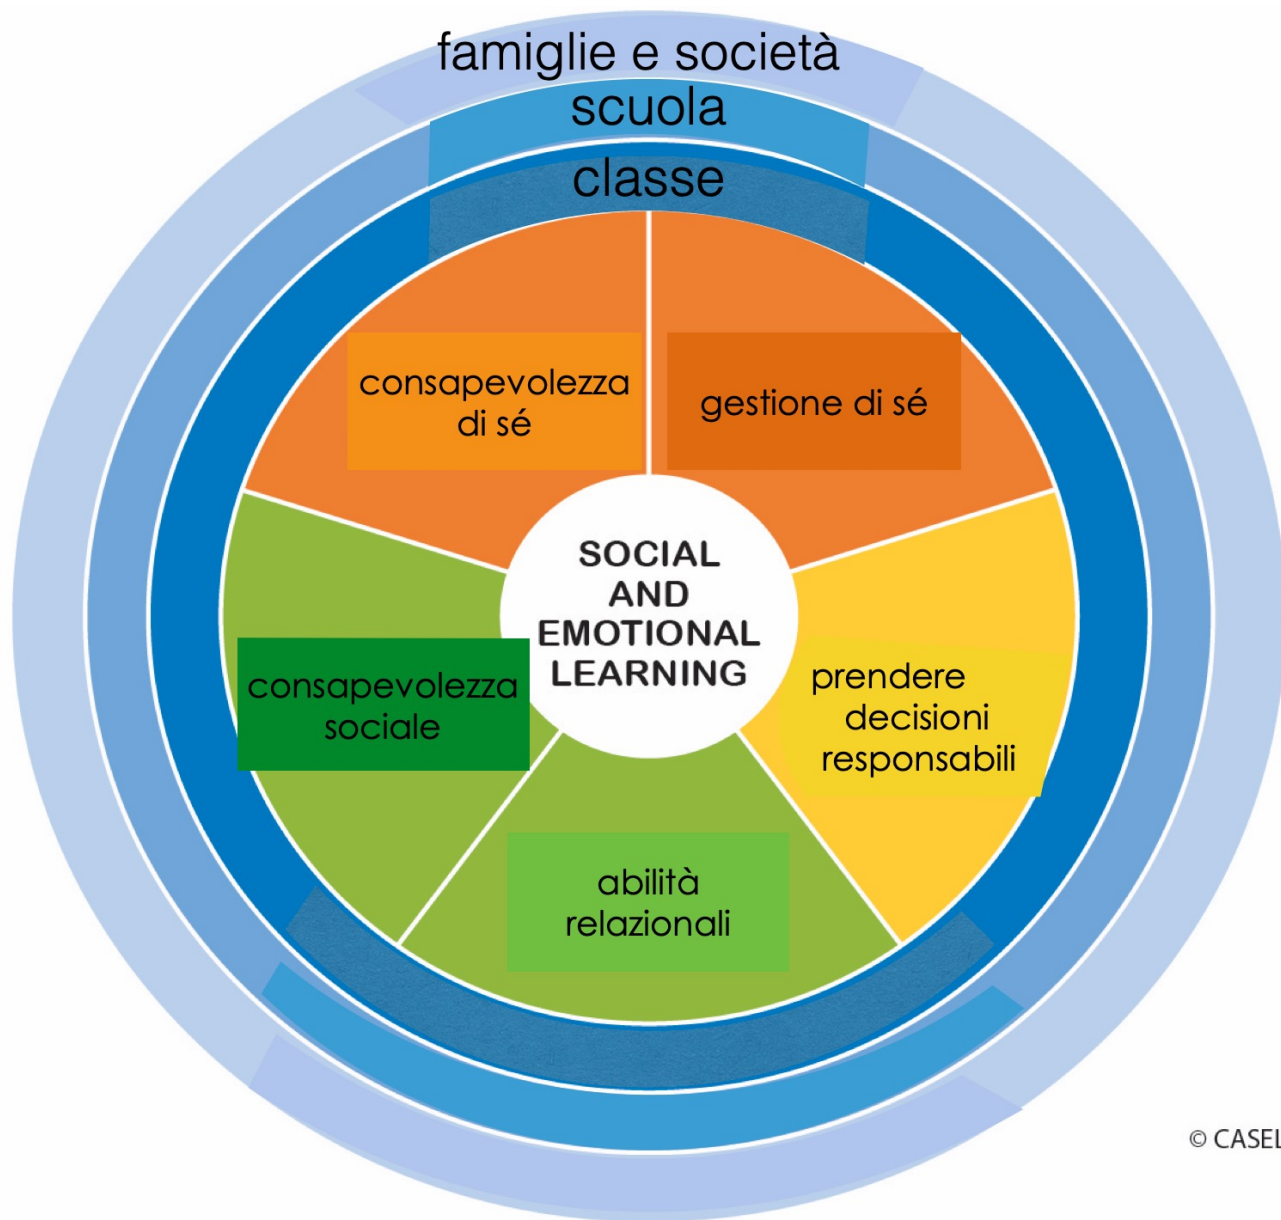 famiglie e società
scuola
classe
consapevolezza
di sé
gestione di sé
SOCIAL
AND
EMOTIONAL
LEARNING
consapevolezza
sociale
prendere
decisioni
responsabili
abilità
relazionali
© CASEL